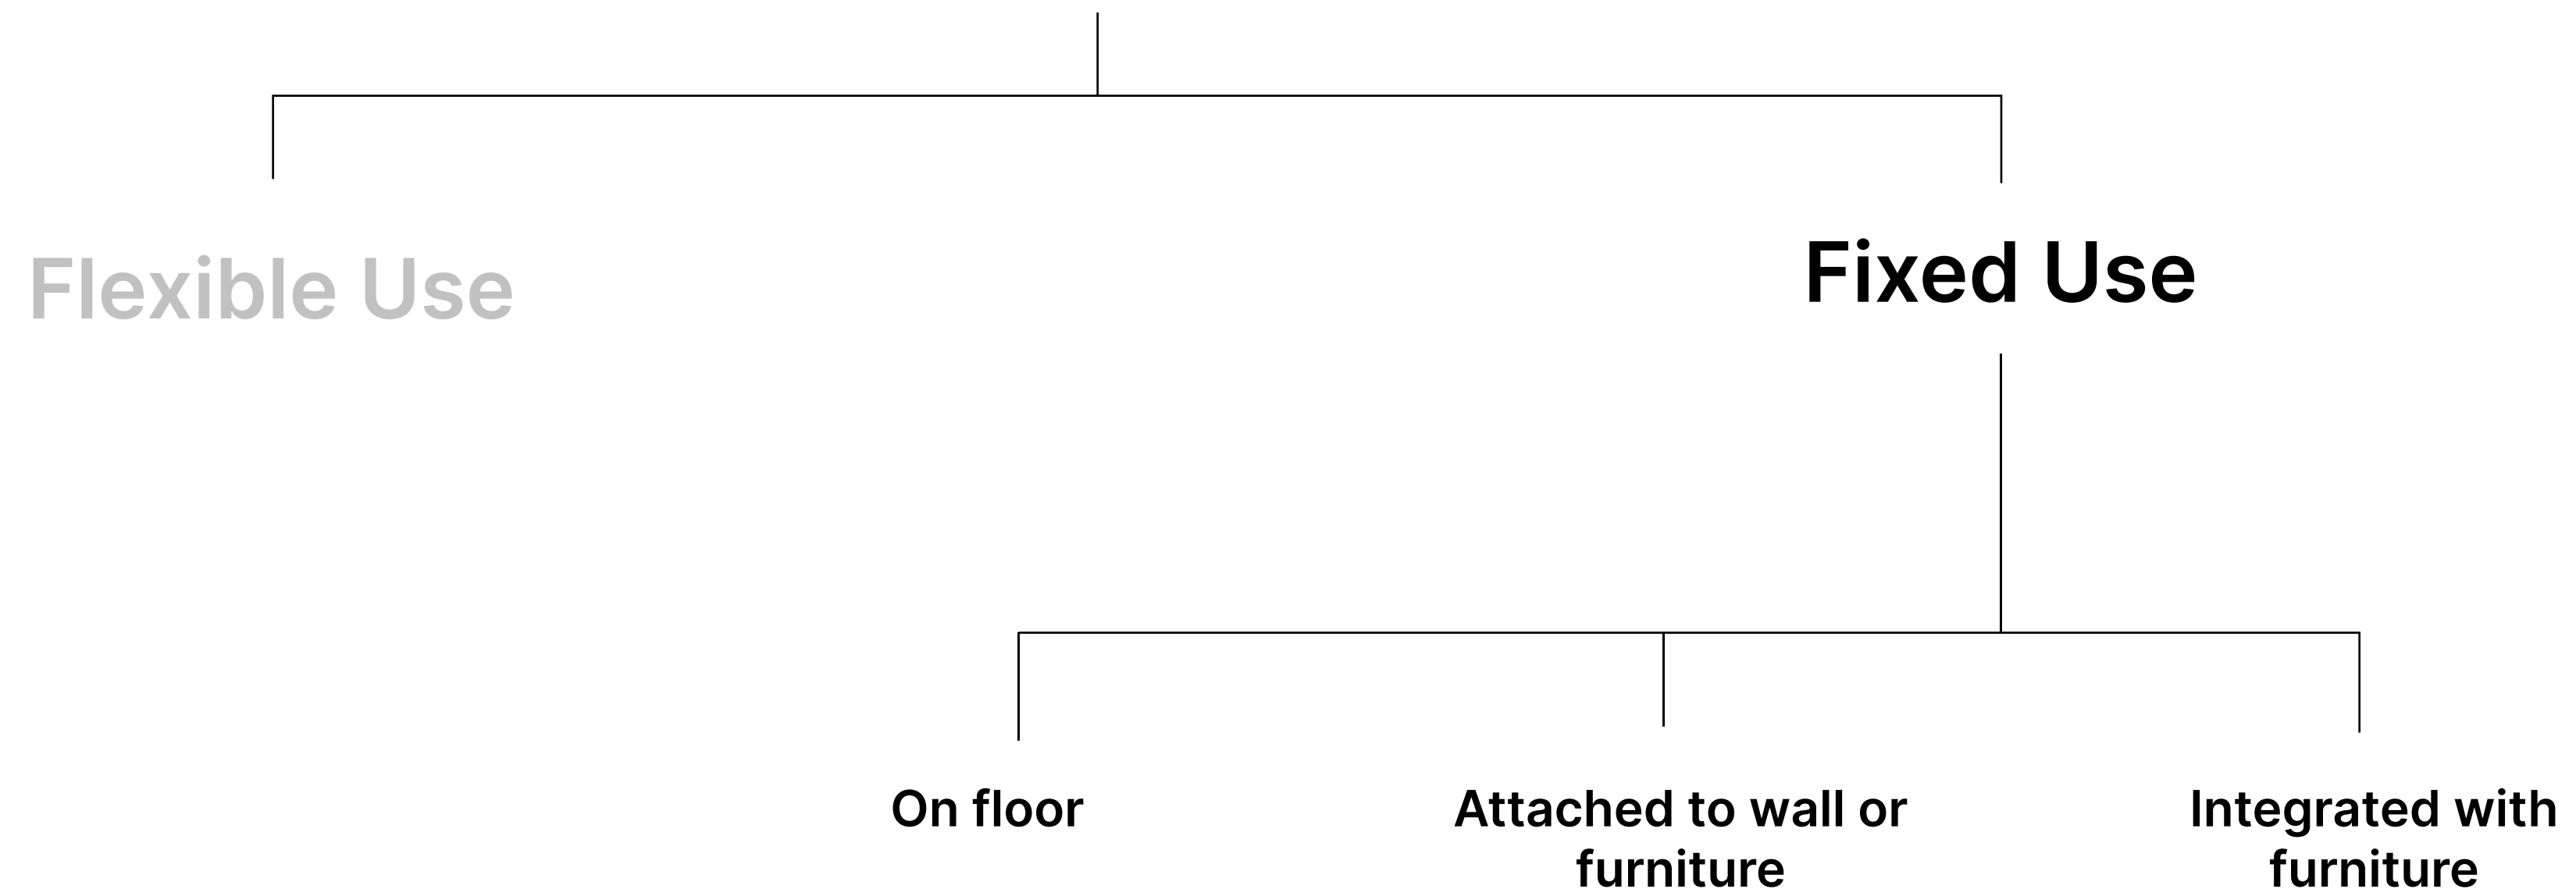 Flexible Use
Fixed Use
On floor
Attached to wall or
furniture
Integrated with
furniture